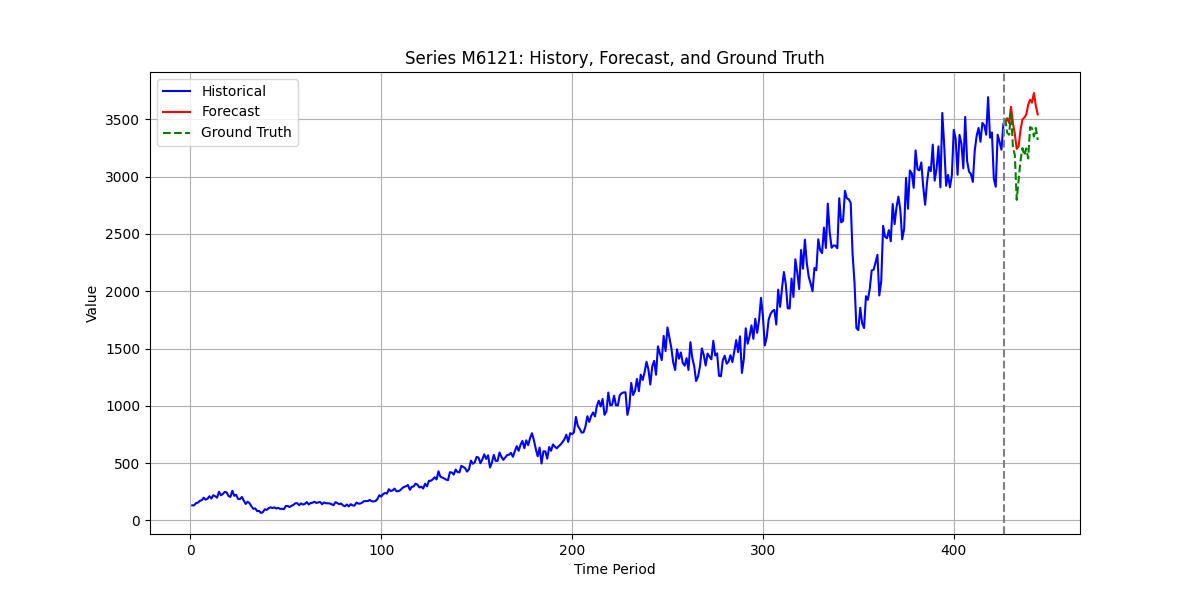 Series M6121: History, Forecast, and Ground Truth
Historical
Forecast
Ground Truth
Value
3500
3000
2500
2000
1500
1000
500
0
0 100 200 300 400
Time Period